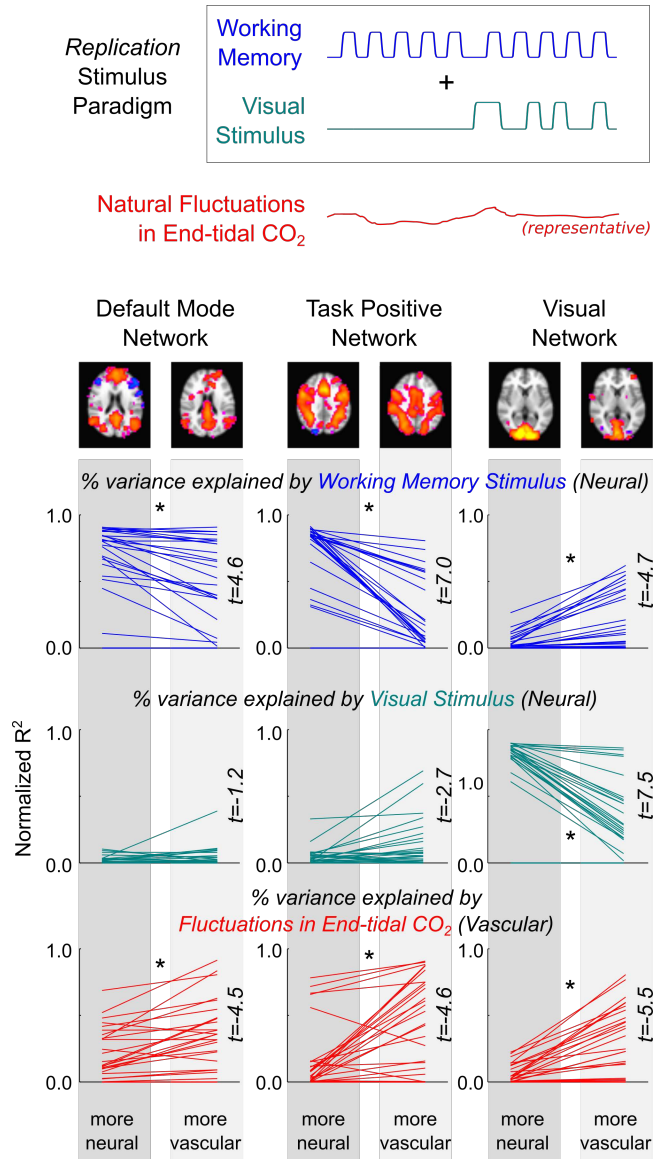 Replication
Stimulus
Paradigm
Working
Memory
+
Visual
Stimulus
Natural Fluctuations
in End-tidal CO2
(representative)
Default Mode
Network
Task Positive
Network
Visual
Network
% variance explained by Working Memory Stimulus (Neural)
1.0
0.0
*
t=4.6
1.0
0.0
*
t=7.0
1.0
0.0
*
t=-4.7
% variance explained by Visual Stimulus (Neural)
Normalized R2
1.0
0.0
t=-1.2
1.0
0.0
t=-2.7
1.0
0.0
*
t=7.5
% variance explained by
Fluctuations in End-tidal CO2 (Vascular)
1.0
0.0
*
t=-4.5
1.0
0.0
*
t=-4.6
1.0
0.0
*
t=-5.5
more
neural
more
vascular
more
neural
more
vascular
more
neural
more
vascular